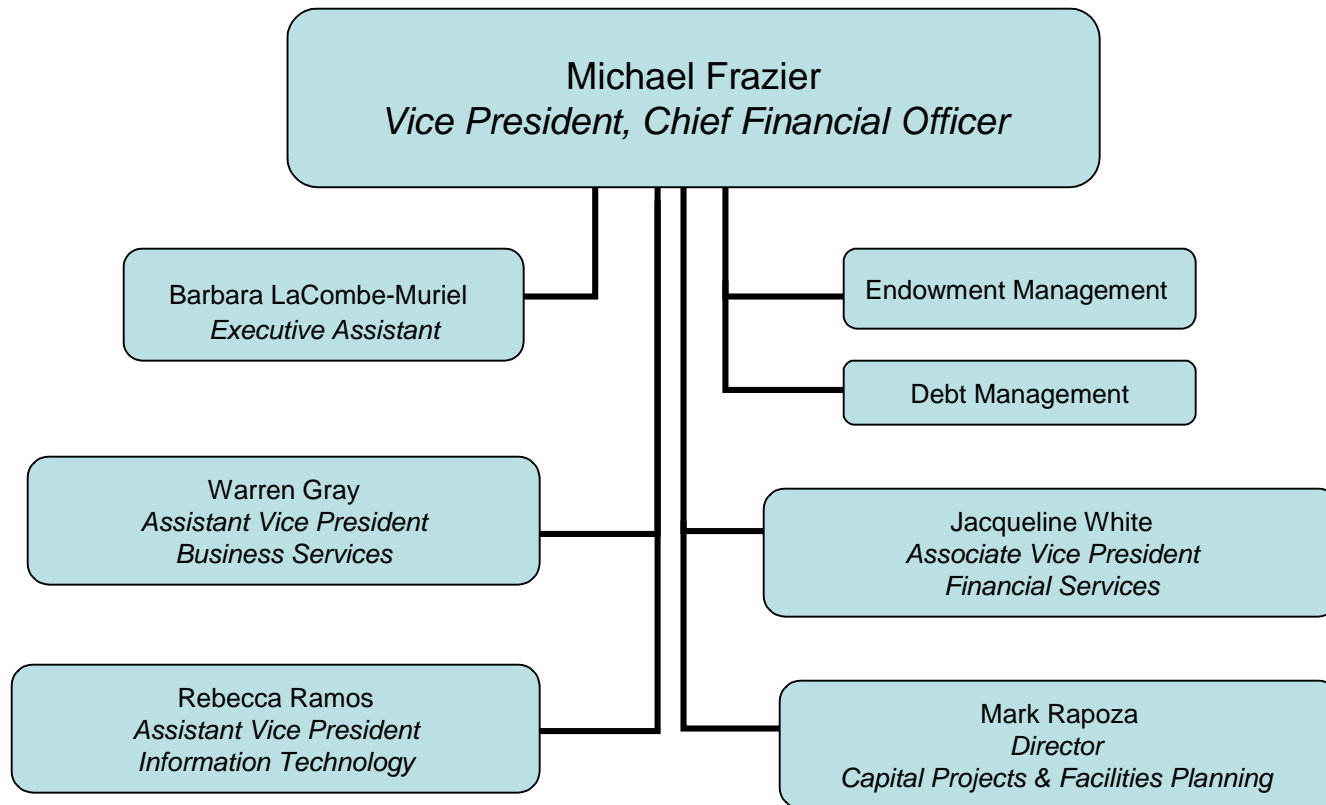 Michael Frazier
Vice President, Chief Financial Officer
Barbara LaCombe-Muriel
Executive Assistant
Endowment Management
Debt Management
Warren Gray
Assistant Vice President
Business Services
Jacqueline White
Associate Vice President
Financial Services
Rebecca Ramos
Assistant Vice President
Information Technology
Mark Rapoza
Director
Capital Projects & Facilities Planning